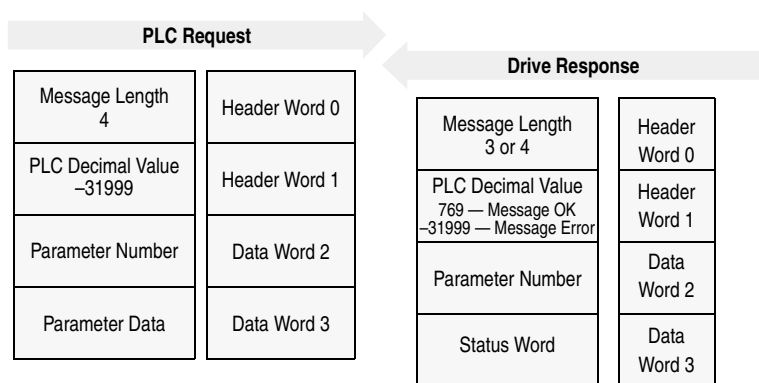 PLC Request
Message Length
4
Header Word 0
PLC Decimal Value
–31999
Header Word 1
Parameter Number
Data Word 2
Parameter Data
Data Word 3
Drive Response
Message Length
3 or 4
Header
Word 0
PLC Decimal Value
769 — Message OK
–31999 — Message Error
Header
Word 1
Parameter Number
Data
Word 2
Status Word
Data
Word 3